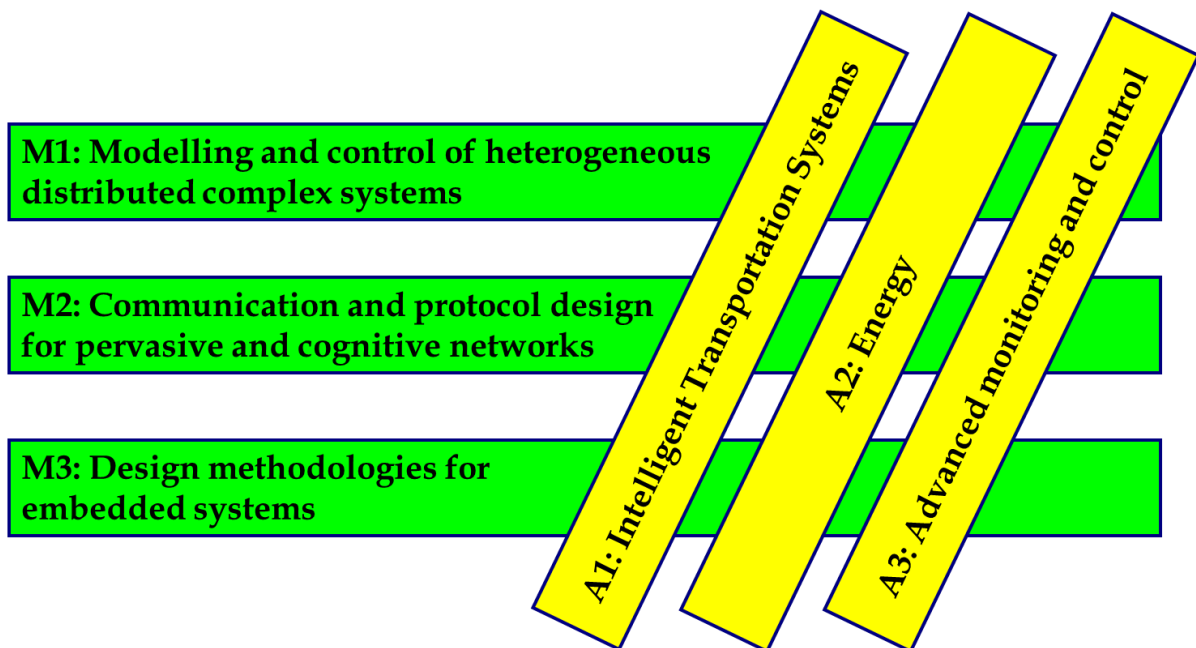 M1: Modelling and control of heterogeneous
distributed complex systems
M2: Communication and protocol design
for pervasive and cognitive networks
M3: Design methodologies for
embedded systems
A1: Intelligent Transportation Systems
A2: Energy
A3: Advanced monitoring and control